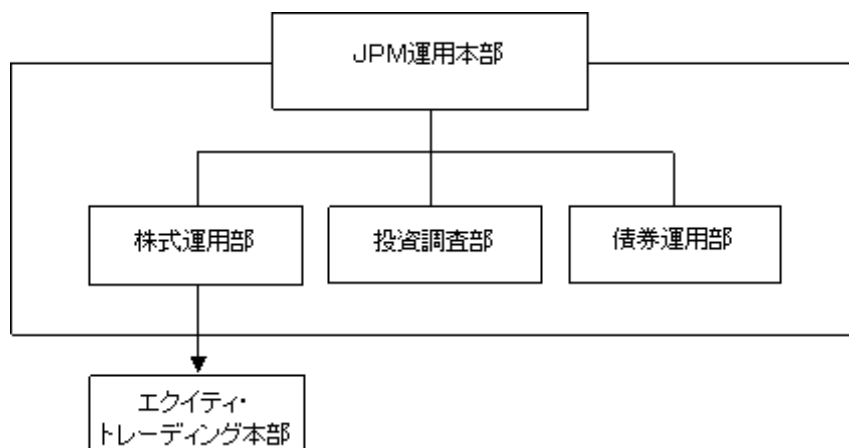 JPM運用本部
株式運用部
投資調査部
債券運用部
エクイティ・
トレーディング本部